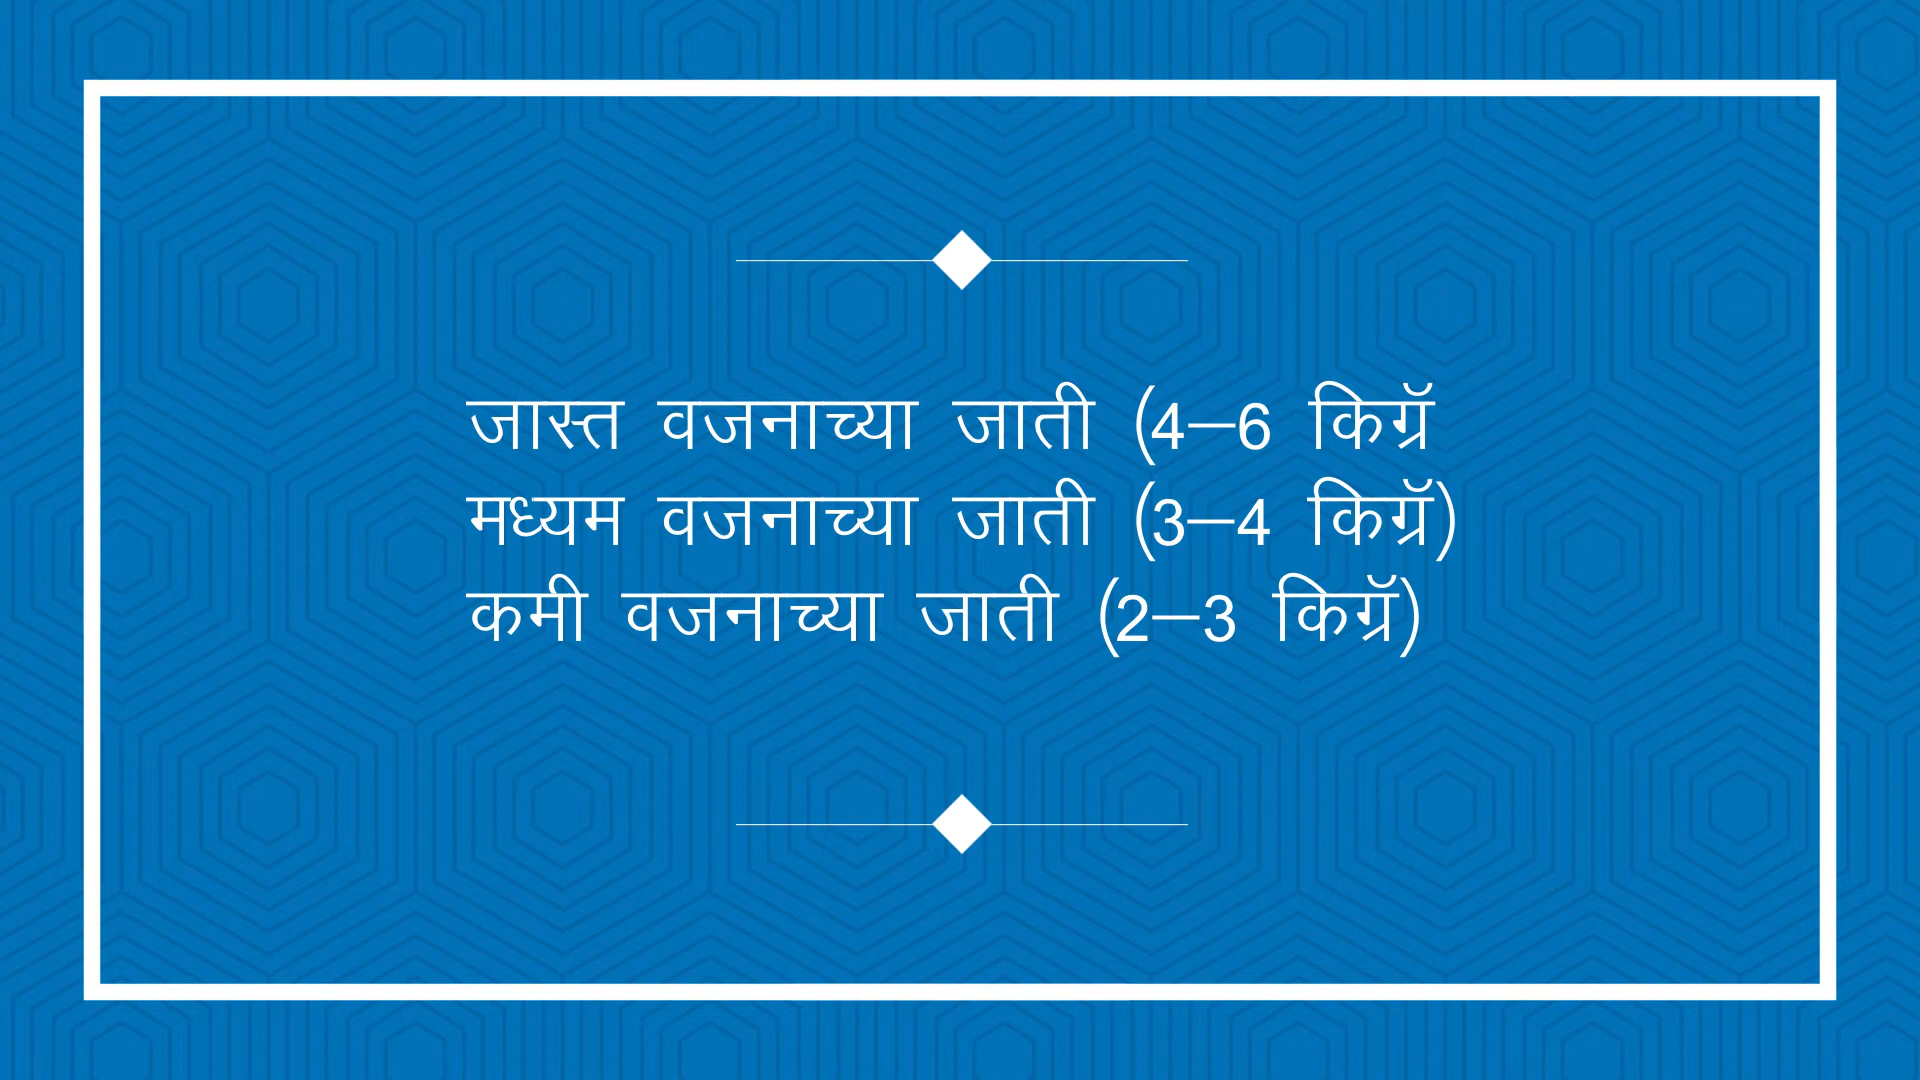 जास्त वजनाच्या जाती (4–6 किग्रॅ
मध्यम वजनाच्या जाती (3–4 किग्रॅ)
कमी वजनाच्या जाती (2–3 किग्रॅ)